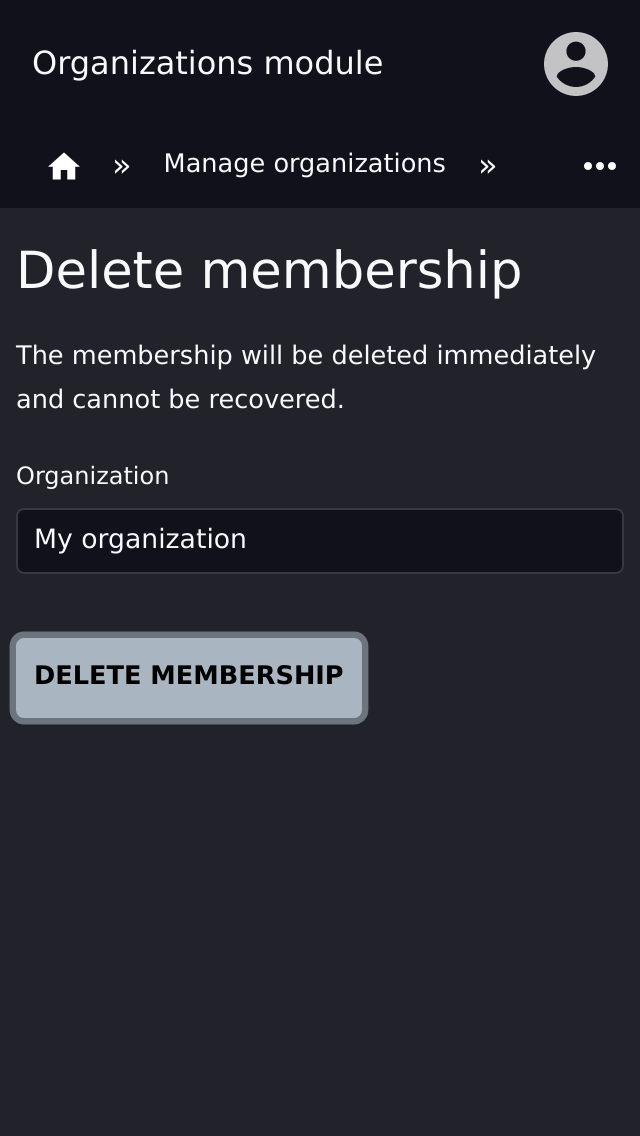 Organizations module
» Manage organizations » •••
Delete membership
The membership will be deleted immediately
and cannot be recovered.
Organization
My organization
DELETE MEMBERSHIP